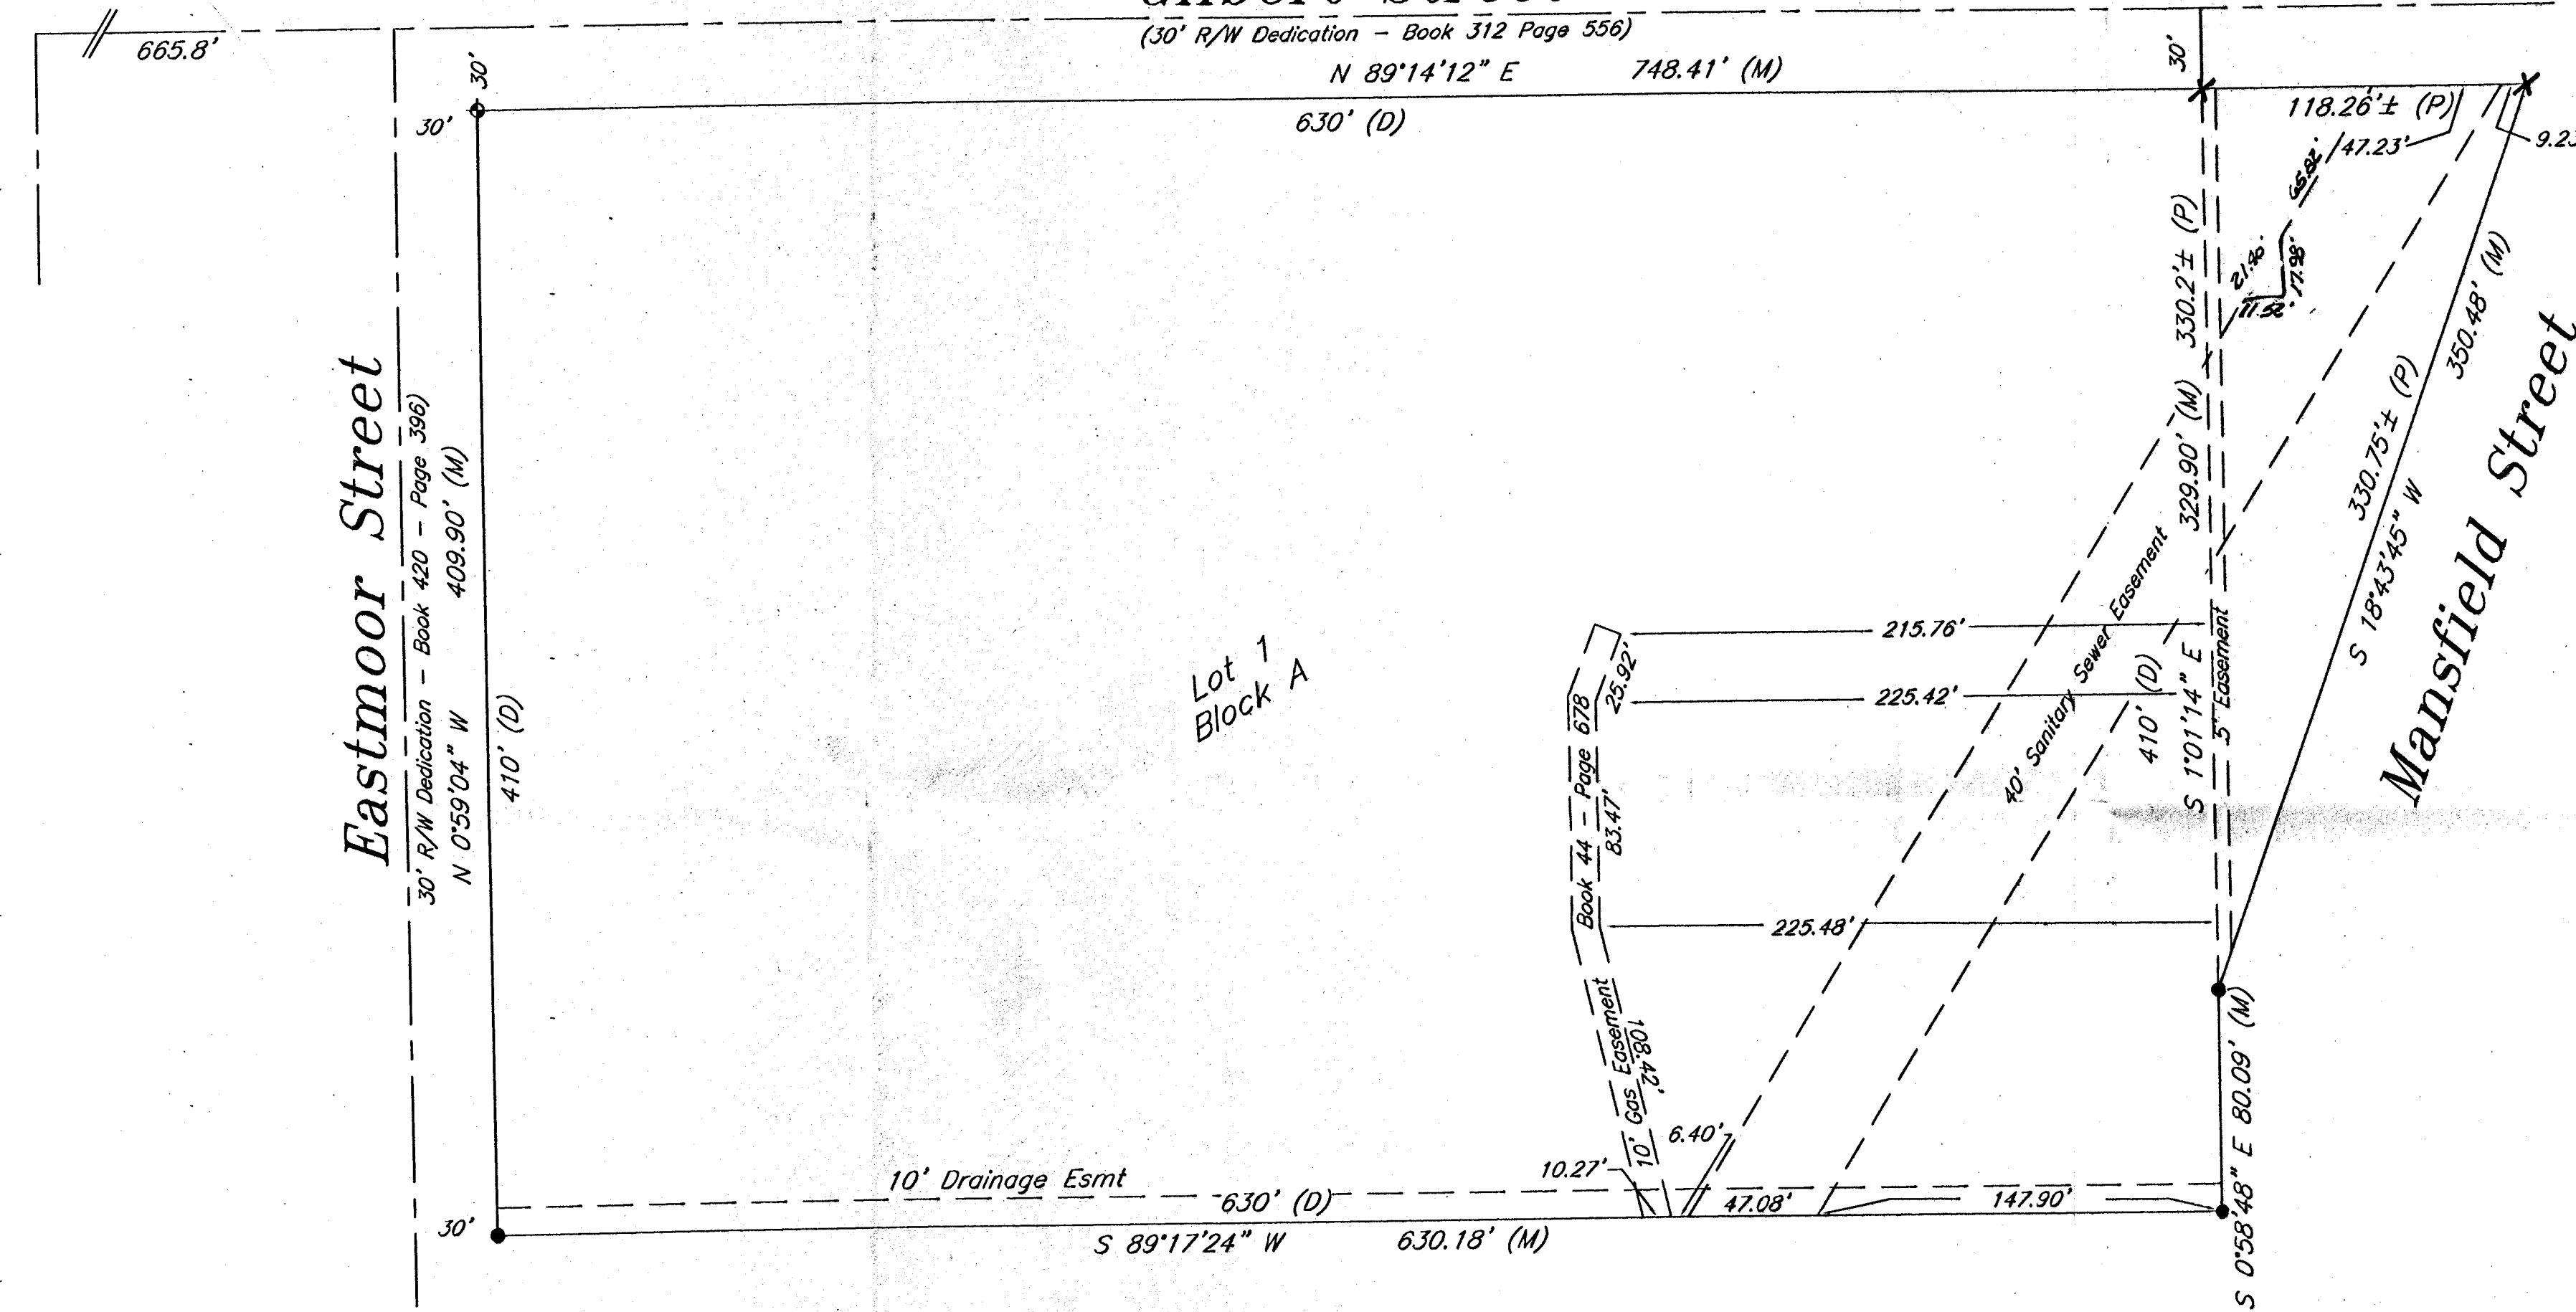 665.8'
(30' R/W Dedication – Book 312 Page 556)
N 89°14'12" E 748.41' (M)
630' (D)
30'
30'
30'
118.26'± (P)
47.23'
9.23
65.82'
21.90'
17.98'
11.52'
330.2'± (P)
329.90' (M)
S 1°01'14" E
410' (D)
5' Easement
350.48' (M)
330.75'± (P)
S 18°43'45" W
Mansfield Street
Eastmoor Street
30' R/W Dedication – Book 420 – Page 396)
N 0°59'04" W 409.90' (M)
410' (D)
Lot 1
Block A
215.76'
225.42'
225.48'
25.92'
Book 44 – Page 678
83.47'
10' Gas Easement
108.42'
40' Sanitary Sewer Easement
6.40'
10.27'
47.08'
147.90'
10' Drainage Esmt
630' (D)
30'
S 89°17'24" W 630.18' (M)
S 0°58'48" E 80.09' (M)